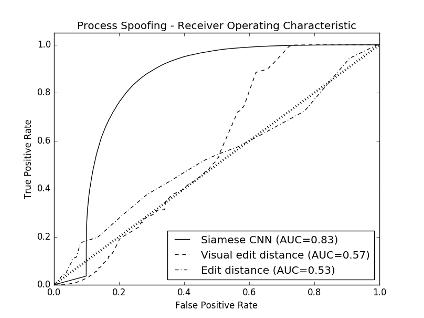 Process Spoofing - Receiver Operating Characteristic
1.0
0.8
0.6
0.4
0.2
0.0
True Positive Rate
Siamese CNN (AUC=0.83)
Visual edit distance (AUC=0.57)
Edit distance (AUC=0.53)
0.0 0.2 0.4 0.6 0.8 1.0
False Positive Rate